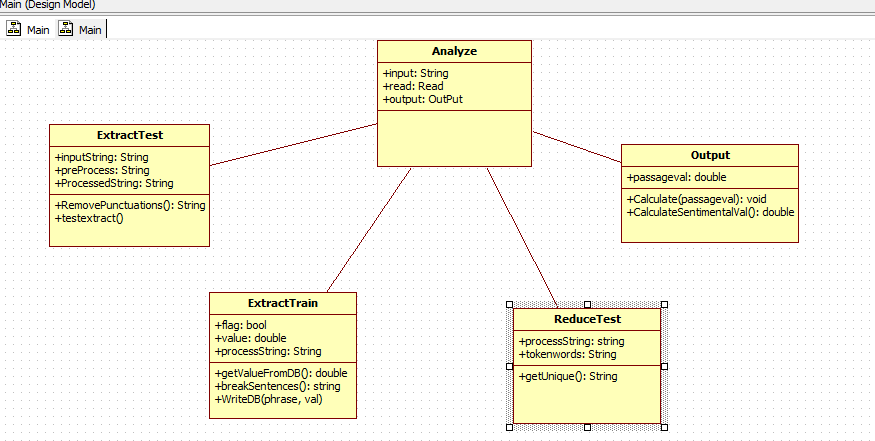 Main (Design Model)
Main
Main
Analyze
+input: String
+read: Read
+output: OutPut
ExtractTest
+inputString: String
+preProcess: String
+ProcessedString: String
+RemovePunctuations(): String
+testextract()
Output
+passageval: double
+Calculate(passageval): void
+CalculateSentimentalVal(): double
ExtractTrain
+flag: bool
+value: double
+processString: String
+getValueFromDB(): double
+breakSentences(): string
+WriteDB(phrase, val)
ReduceTest
+processString: string
+tokenwords: String
+getUnique(): String